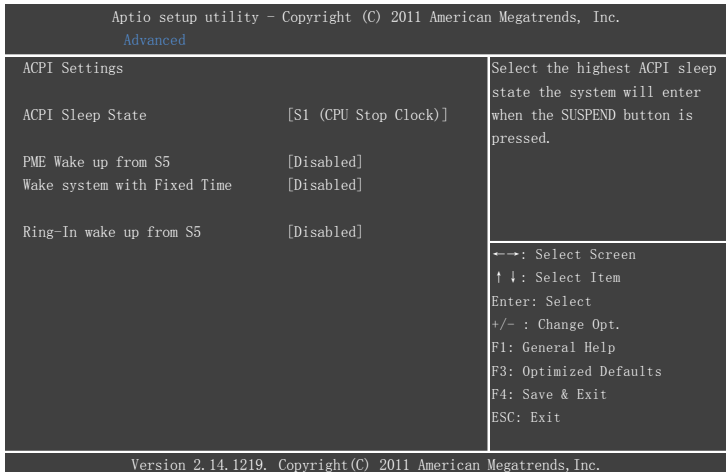 Aptio setup utility - Copyright (C) 2011 American Megatrends, Inc.
Advanced
ACPI Settings
ACPI Sleep State [S1 (CPU Stop Clock)]
PME Wake up from S5 [Disabled]
Wake system with Fixed Time [Disabled]
Ring-In wake up from S5 [Disabled]
Select the highest ACPI sleep
state the system will enter
when the SUSPEND button is
pressed.
←→: Select Screen
↑↓: Select Item
Enter: Select
+/- : Change Opt.
F1: General Help
F3: Optimized Defaults
F4: Save & Exit
ESC: Exit
Version 2.14.1219. Copyright(C) 2011 American Megatrends,Inc.